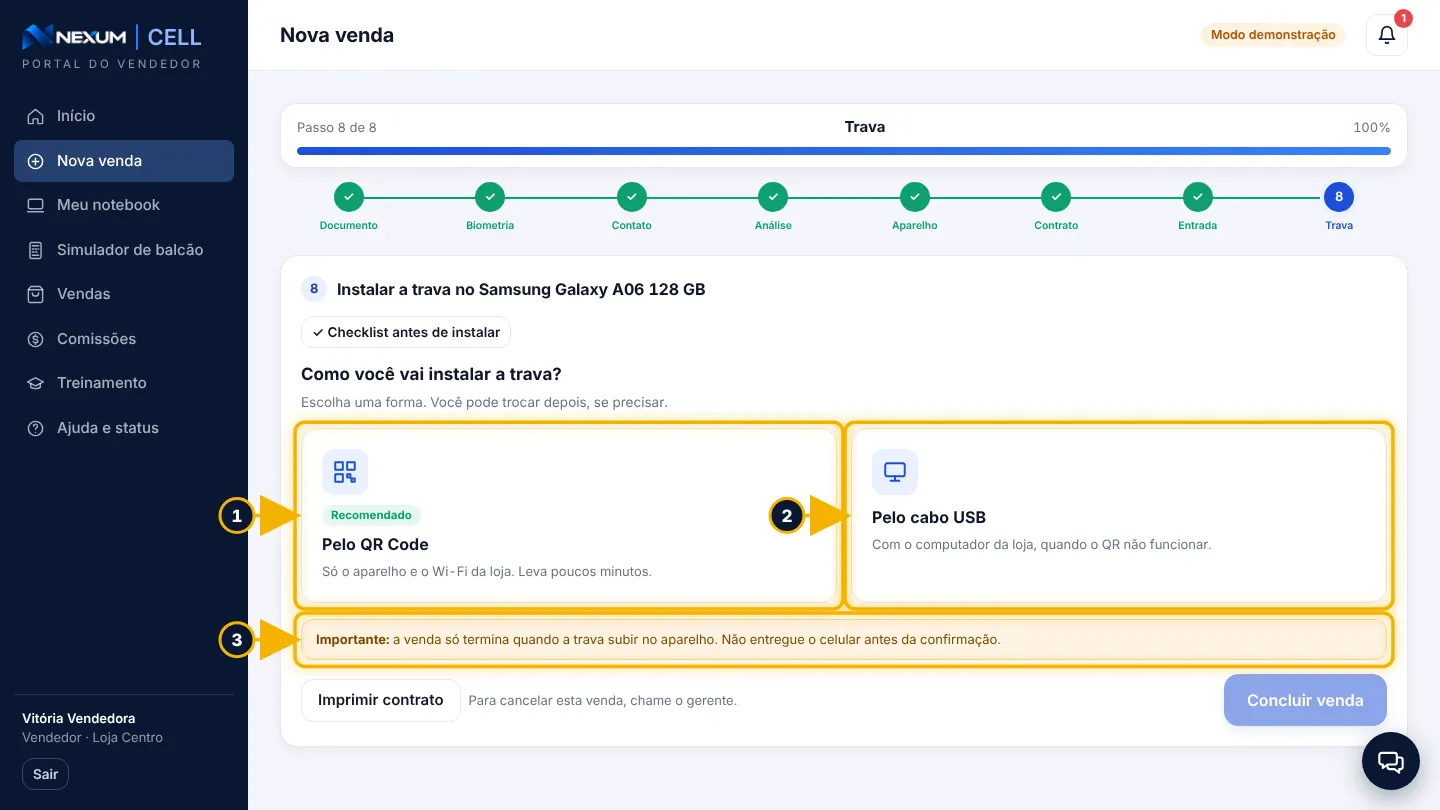 NEXUM | CELL
PORTAL DO VENDEDOR
Início
Nova venda
Meu notebook
Simulador de balcão
Vendas
Comissões
Treinamento
Ajuda e status
Vitória Vendedora
Vendedor · Loja Centro
Sair
Nova venda
Modo demonstração
1
Passo 8 de 8
Trava
100%
8
Documento
Biometria
Contato
Análise
Aparelho
Contrato
Entrada
Trava
8 Instalar a trava no Samsung Galaxy A06 128 GB
✓ Checklist antes de instalar
Como você vai instalar a trava?
Escolha uma forma. Você pode trocar depois, se precisar.
1
Recomendado
Pelo QR Code
Só o aparelho e o Wi-Fi da loja. Leva poucos minutos.
2
Pelo cabo USB
Com o computador da loja, quando o QR não funcionar.
3
Importante: a venda só termina quando a trava subir no aparelho. Não entregue o celular antes da confirmação.
Imprimir contrato
Para cancelar esta venda, chame o gerente.
Concluir venda